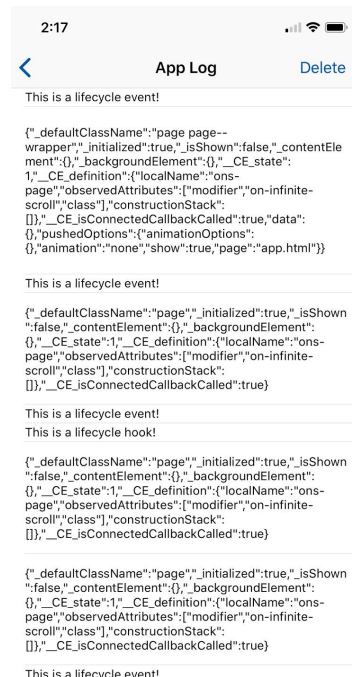 2:17
App Log
Delete
This is a lifecycle event!
{"_defaultClassName":"page page--
wrapper","_initialized":true,"_isShown":false,"_contentEle
ment":{},"_backgroundElement":{},"__CE_state":
1,"__CE_definition":{"localName":"ons-
page","observedAttributes":["modifier","on-infinite-
scroll","class"],"constructionStack":
[]},"__CE_isConnectedCallbackCalled":true,"data":
{},"pushedOptions":{"animationOptions":
{},"animation":"none","show":true,"page":"app.html"}}
This is a lifecycle event!
{"_defaultClassName":"page","_initialized":true,"_isShown
":false,"_contentElement":{},"_backgroundElement":
{},"__CE_state":1,"__CE_definition":{"localName":"ons-
page","observedAttributes":["modifier","on-infinite-
scroll","class"],"constructionStack":
[]},"__CE_isConnectedCallbackCalled":true}
This is a lifecycle event!
This is a lifecycle hook!
{"_defaultClassName":"page","_initialized":true,"_isShown
":false,"_contentElement":{},"_backgroundElement":
{},"__CE_state":1,"__CE_definition":{"localName":"ons-
page","observedAttributes":["modifier","on-infinite-
scroll","class"],"constructionStack":
[]},"__CE_isConnectedCallbackCalled":true}
{"_defaultClassName":"page","_initialized":true,"_isShown
":false,"_contentElement":{},"_backgroundElement":
{},"__CE_state":1,"__CE_definition":{"localName":"ons-
page","observedAttributes":["modifier","on-infinite-
scroll","class"],"constructionStack":
[]},"__CE_isConnectedCallbackCalled":true}
This is a lifecycle event!